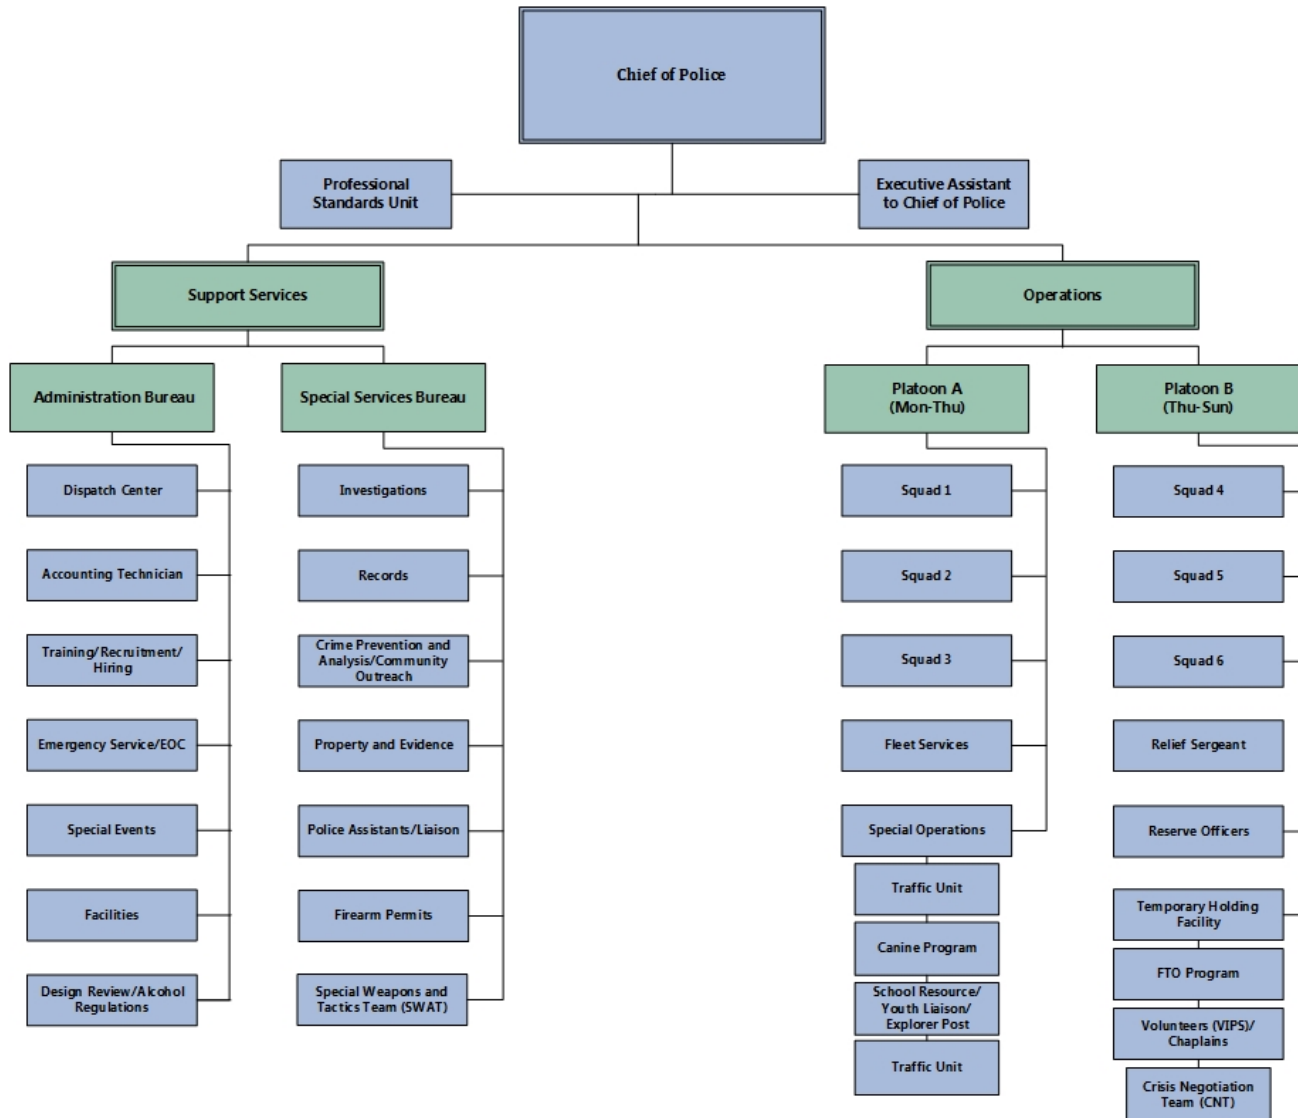 Chief of Police
Professional
Standards Unit
Executive Assistant
to Chief of Police
Support Services
Operations
Administration Bureau
Special Services Bureau
Platoon A
(Mon-Thu)
Platoon B
(Thu-Sun)
Dispatch Center
Investigations
Squad 1
Squad 4
Accounting Technician
Records
Squad 2
Squad 5
Training/Recruitment/
Hiring
Crime Prevention and
Analysis/Community
Outreach
Squad 3
Squad 6
Emergency Service/EOC
Property and Evidence
Fleet Services
Relief Sergeant
Special Events
Police Assistants/Liaison
Special Operations
Reserve Officers
Traffic Unit
Facilities
Firearm Permits
Temporary Holding
Facility
Canine Program
FTO Program
Design Review/Alcohol
Regulations
Special Weapons and
Tactics Team (SWAT)
School Resource/
Youth Liaison/
Explorer Post
Volunteers (VIPS)/
Chaplains
Traffic Unit
Crisis Negotiation
Team (CNT)